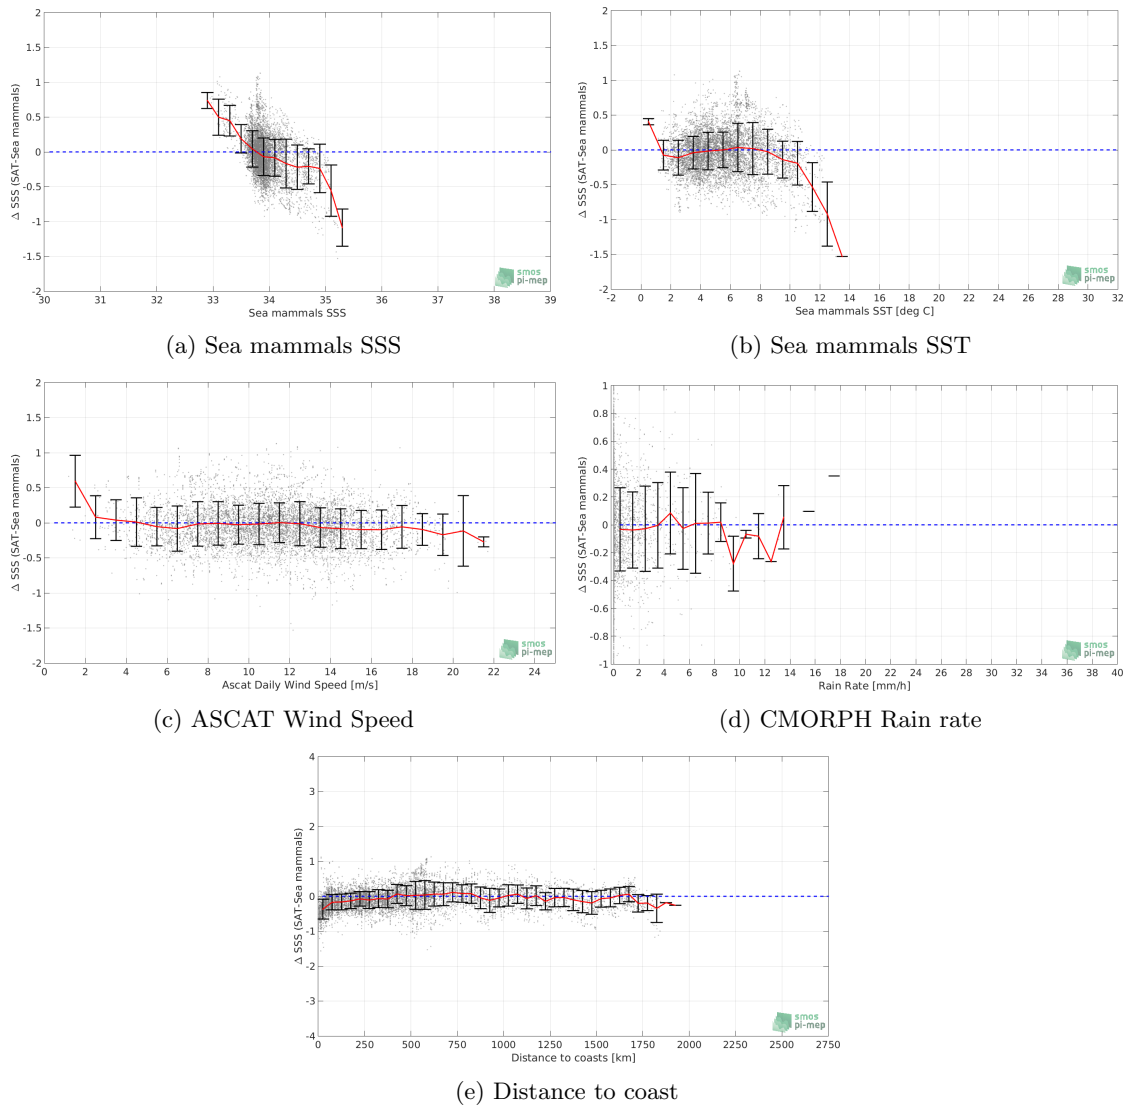 2
1.5
1
0.5
0
-0.5
-1
-1.5
-2
Δ SSS (SAT-Sea mammals)
30 31 32 33 34 35 36 37 38 39
Sea mammals SSS
smos
pi-mep
(a) Sea mammals SSS
2
1.5
1
0.5
0
-0.5
-1
-1.5
-2
Δ SSS (SAT-Sea mammals)
-2 0 2 4 6 8 10 12 14 16 18 20 22 24 26 28 30 32
Sea mammals SST [deg C]
smos
pi-mep
(b) Sea mammals SST
2
1.5
1
0.5
0
-0.5
-1
-1.5
-2
Δ SSS (SAT-Sea mammals)
0 2 4 6 8 10 12 14 16 18 20 22 24
Ascat Daily Wind Speed [m/s]
smos
pi-mep
(c) ASCAT Wind Speed
1
0.8
0.6
0.4
0.2
0
-0.2
-0.4
-0.6
-0.8
-1
Δ SSS (SAT-Sea mammals)
0 2 4 6 8 10 12 14 16 18 20 22 24 26 28 30 32 34 36 38 40
Rain Rate [mm/h]
smos
pi-mep
(d) CMORPH Rain rate
4
3
2
1
0
-1
-2
-3
-4
Δ SSS (SAT-Sea mammals)
0 250 500 750 1000 1250 1500 1750 2000 2250 2500 2750
Distance to coasts [km]
smos
pi-mep
(e) Distance to coast